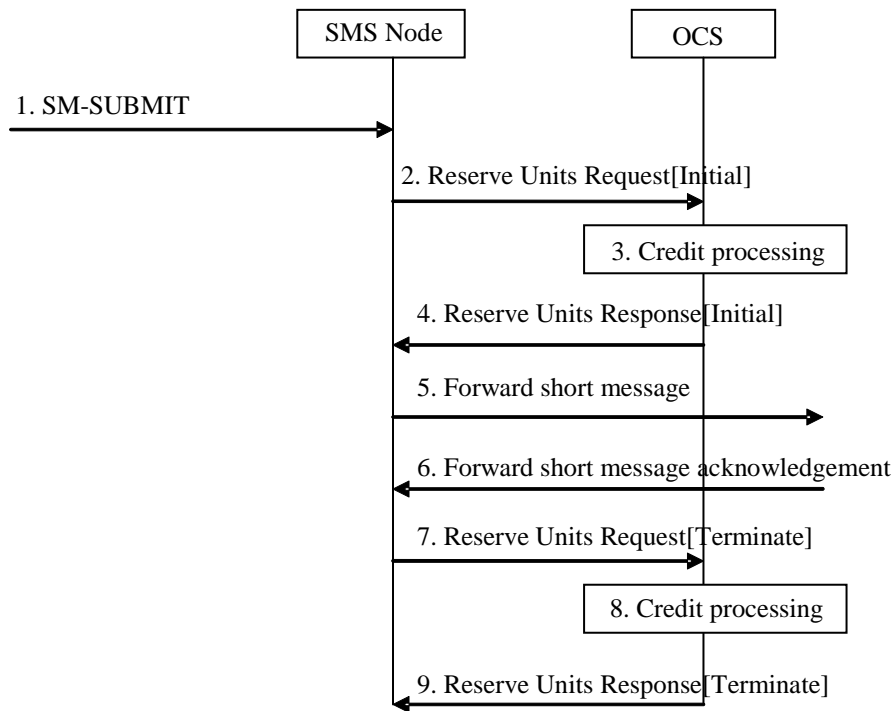 SMS Node
OCS
1. SM-SUBMIT
2. Reserve Units Request[Initial]
3. Credit processing
4. Reserve Units Response[Initial]
5. Forward short message
6. Forward short message acknowledgement
7. Reserve Units Request[Terminate]
8. Credit processing
9. Reserve Units Response[Terminate]